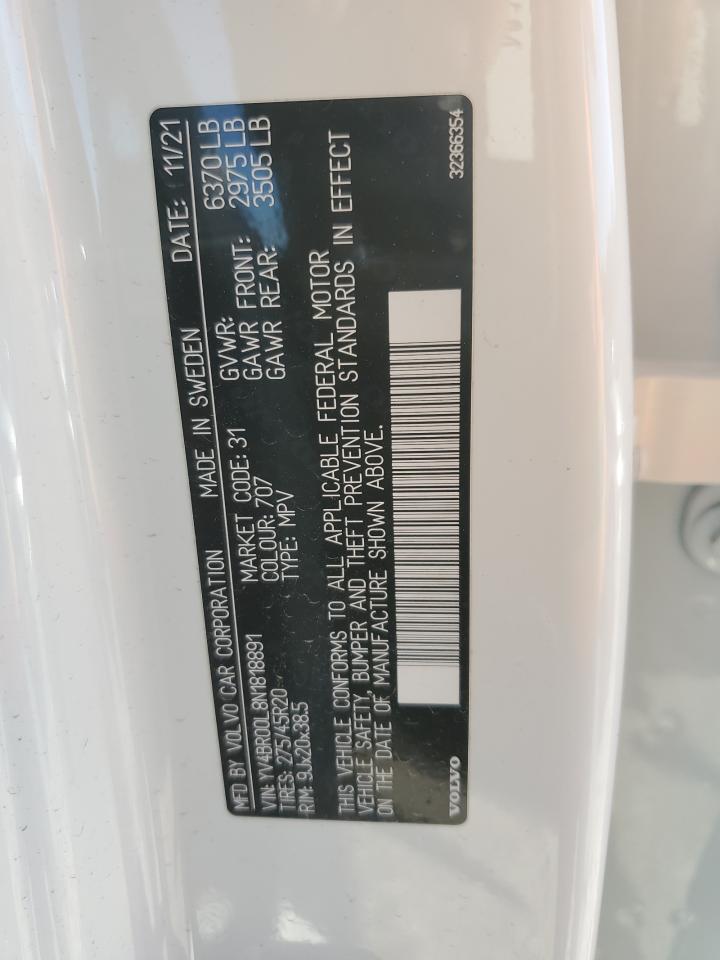 MFD BY VOLVO CAR CORPORATION MADE IN SWEDEN DATE: 11/21
VIN: YV4BR00L8N1818891 MARKET CODE: 31 GVWR: 6370 LB
TIRES: 275/45R20 COLOUR: 707 GAWR FRONT: 2975 LB
RIM: 9Jx20x38.5 TYPE: MPV GAWR REAR: 3505 LB
THIS VEHICLE CONFORMS TO ALL APPLICABLE FEDERAL MOTOR
VEHICLE SAFETY, BUMPER AND THEFT PREVENTION STANDARDS IN EFFECT
ON THE DATE OF MANUFACTURE SHOWN ABOVE.
VOLVO 32366354